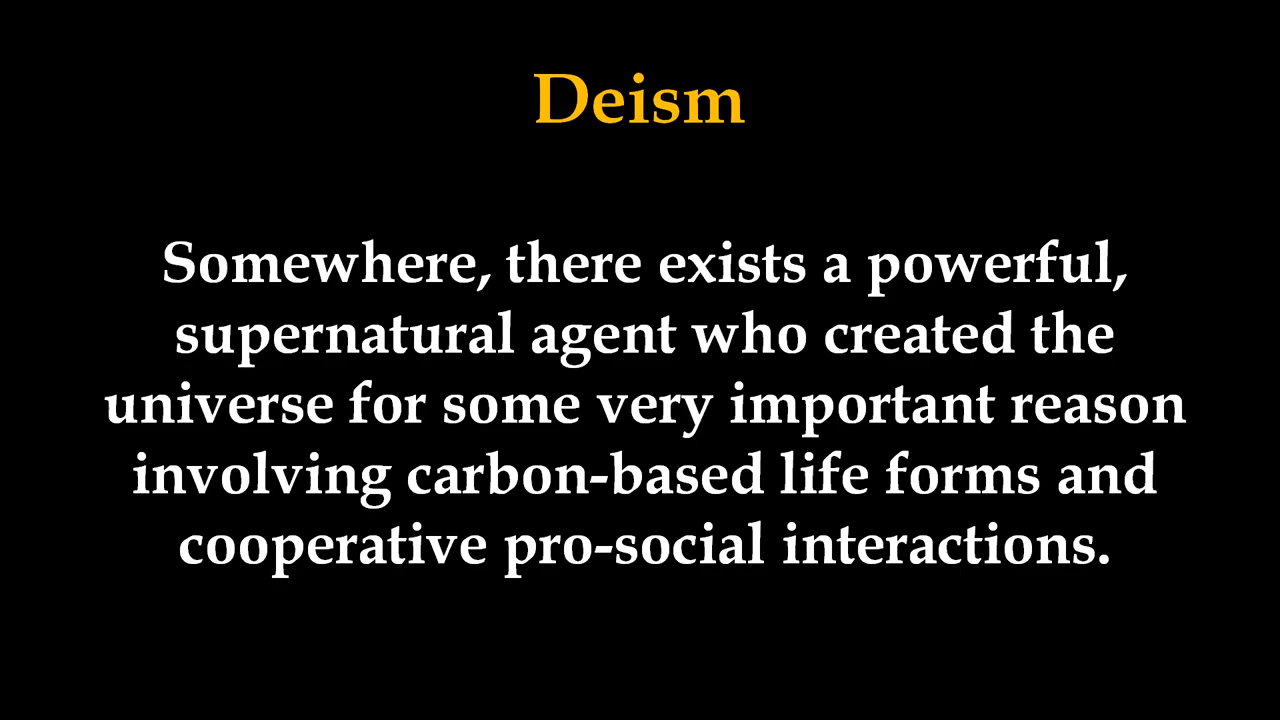 Deism
Somewhere, there exists a powerful,
supernatural agent who created the
universe for some very important reason
involving carbon-based life forms and
cooperative pro-social interactions.